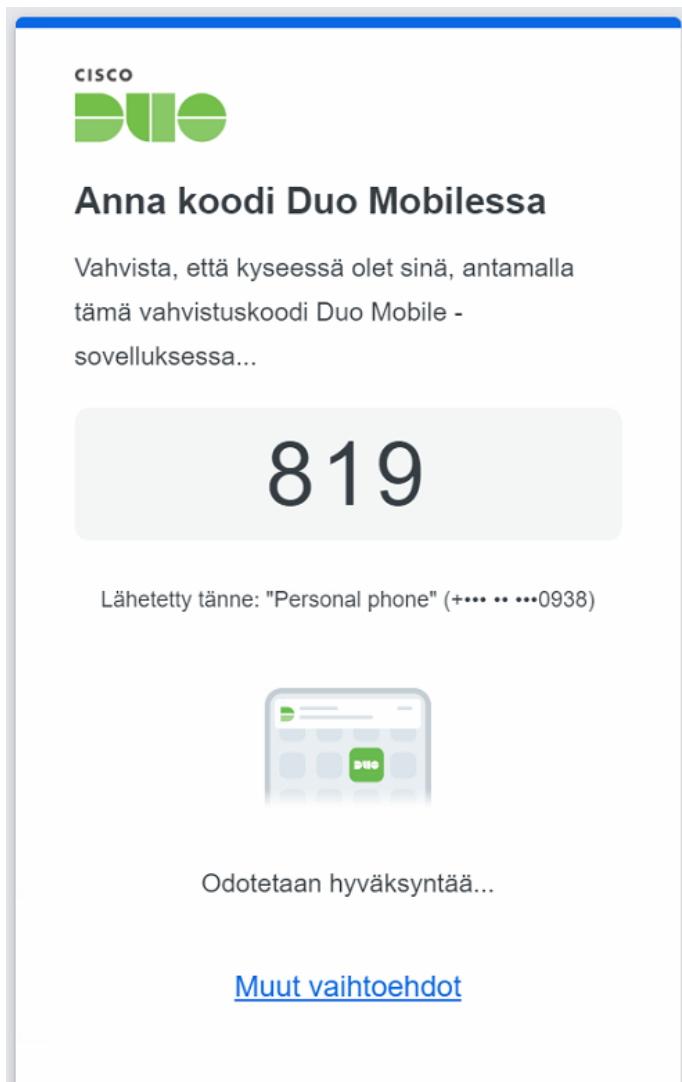 CISCO
DUO
Anna koodi Duo Mobilessa
Vahvista, että kyseessä olet sinä, antamalla
tämä vahvistuskoodi Duo Mobile -
sovelluksessa...
819
Lähetetty tänne: "Personal phone" (+••• •• •••0938)
DUO
Odotetaan hyväksyntää...
Muut vaihtoehdot